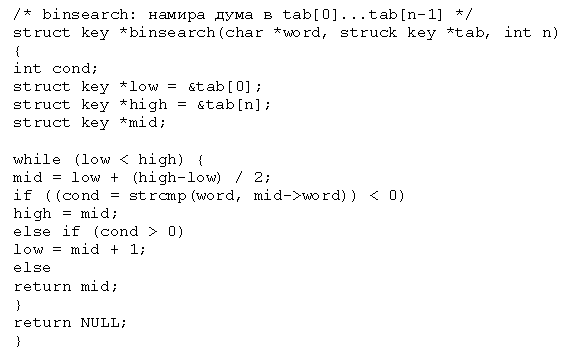 /* binsearch: намира дума в tab[0]...tab[n-1] */
struct key *binsearch(char *word, struck key *tab, int n)
{
int cond;
struct key *low = &tab[0];
struct key *high = &tab[n];
struct key *mid;

while (low < high) {
mid = low + (high-low) / 2;
if ((cond = strcmp(word, mid->word)) < 0)
high = mid;
else if (cond > 0)
low = mid + 1;
else
return mid;
}
return NULL;
}